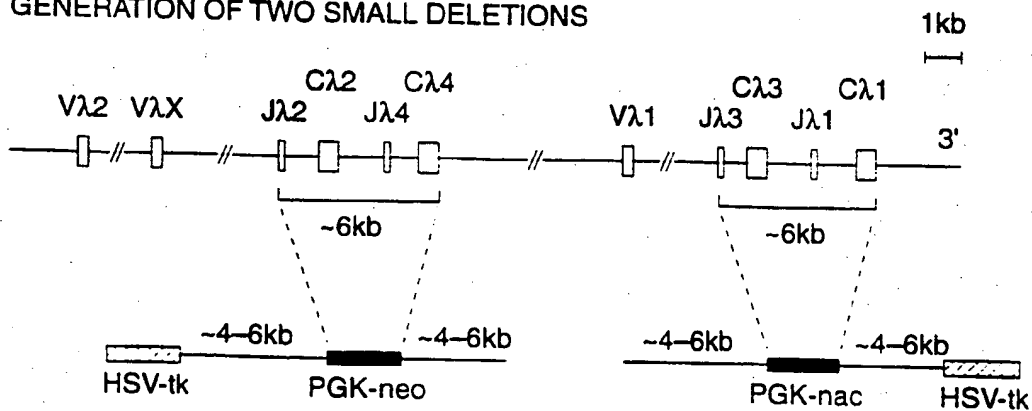 GENERATION OF TWO SMALL DELETIONS
1kb
Vλ2 VλX Jλ2 Cλ2 Jλ4 Cλ4 Vλ1 Jλ3 Cλ3 Jλ1 Cλ1 3'
~6kb ~6kb
~4–6kb ~4–6kb ~4–6kb ~4–6kb
HSV-tk PGK-neo PGK-nac HSV-tk